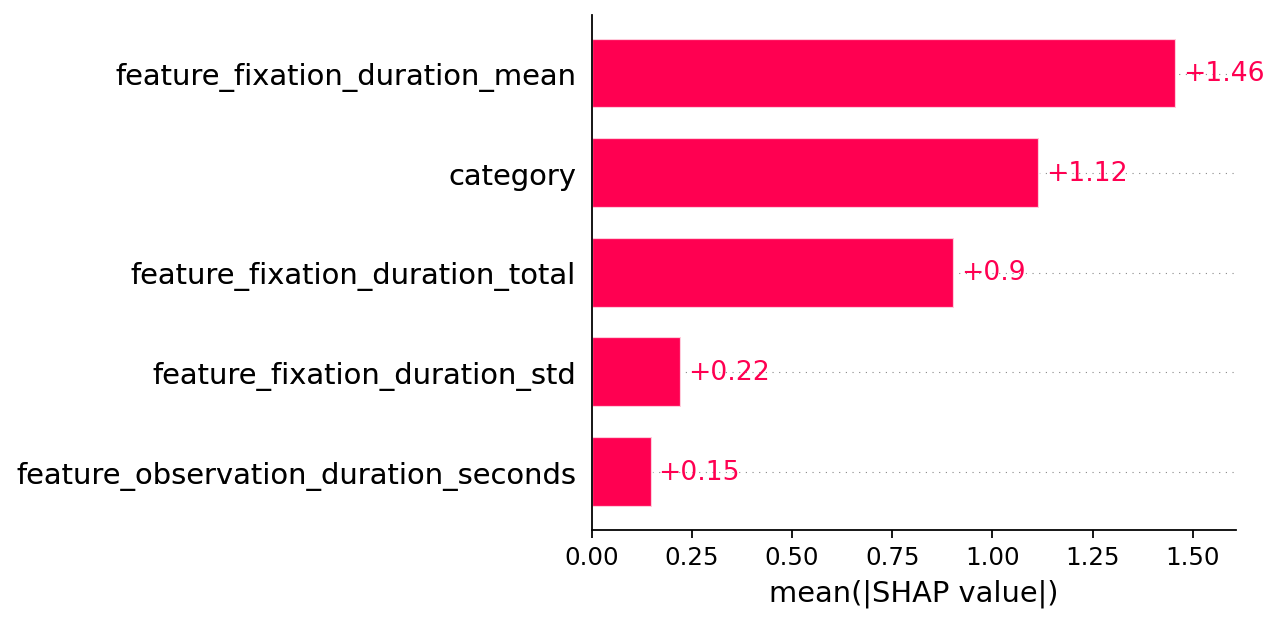 feature_fixation_duration_mean +1.46
category +1.12
feature_fixation_duration_total +0.9
feature_fixation_duration_std +0.22
feature_observation_duration_seconds +0.15
0.00 0.25 0.50 0.75 1.00 1.25 1.50
mean(|SHAP value|)